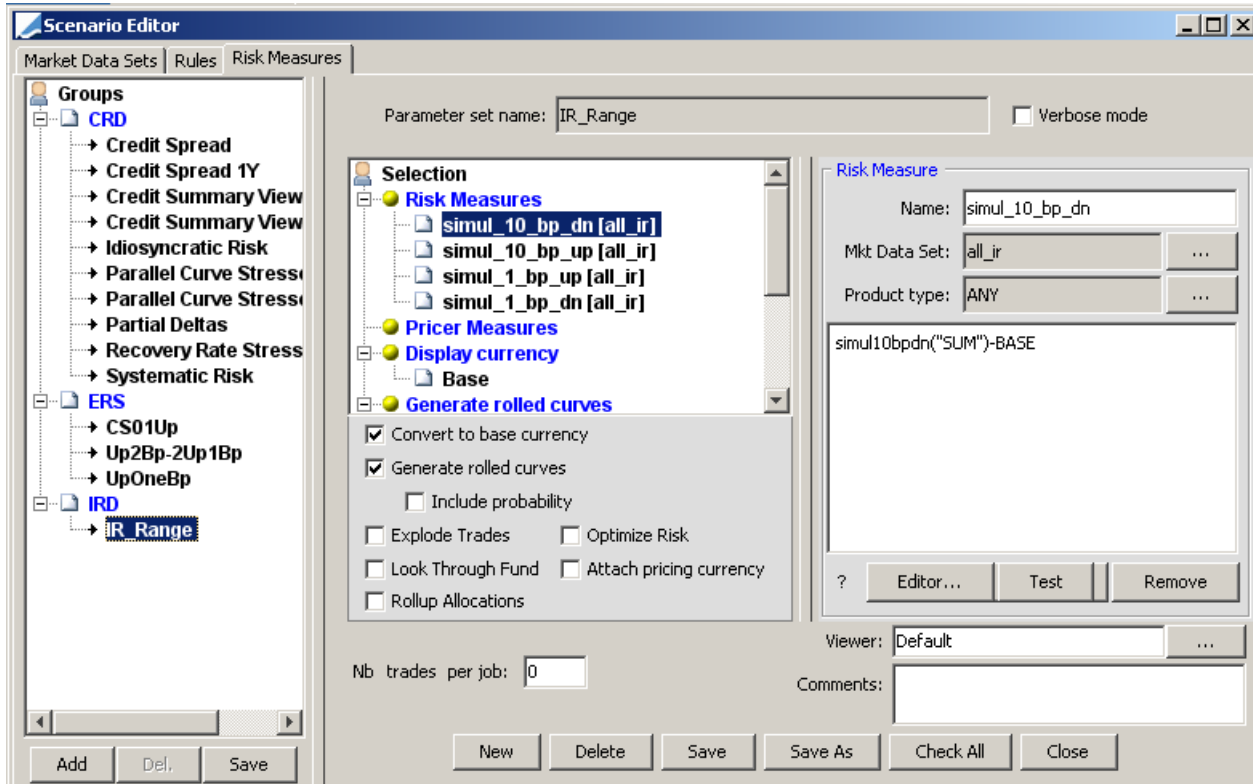 Scenario Editor
Market Data Sets
Rules
Risk Measures
Groups
CRD
Credit Spread
Credit Spread 1Y
Credit Summary View
Credit Summary View
Idiosyncratic Risk
Parallel Curve Stresse
Parallel Curve Stresse
Partial Deltas
Recovery Rate Stress
Systematic Risk
ERS
CS01Up
Up2Bp-2Up1Bp
UpOneBp
IRD
IR_Range
Add
Del.
Save
Parameter set name: IR_Range
Verbose mode
Selection
Risk Measures
simul_10_bp_dn [all_ir]
simul_10_bp_up [all_ir]
simul_1_bp_up [all_ir]
simul_1_bp_dn [all_ir]
Pricer Measures
Display currency
Base
Generate rolled curves
Convert to base currency
Generate rolled curves
Include probability
Explode Trades
Optimize Risk
Look Through Fund
Attach pricing currency
Rollup Allocations
Risk Measure
Name: simul_10_bp_dn
Mkt Data Set: all_ir ...
Product type: ANY ...
simul10bpdn("SUM")-BASE
? Editor... Test Remove
Viewer: Default ...
Nb trades per job: 0
Comments:
New Delete Save Save As Check All Close